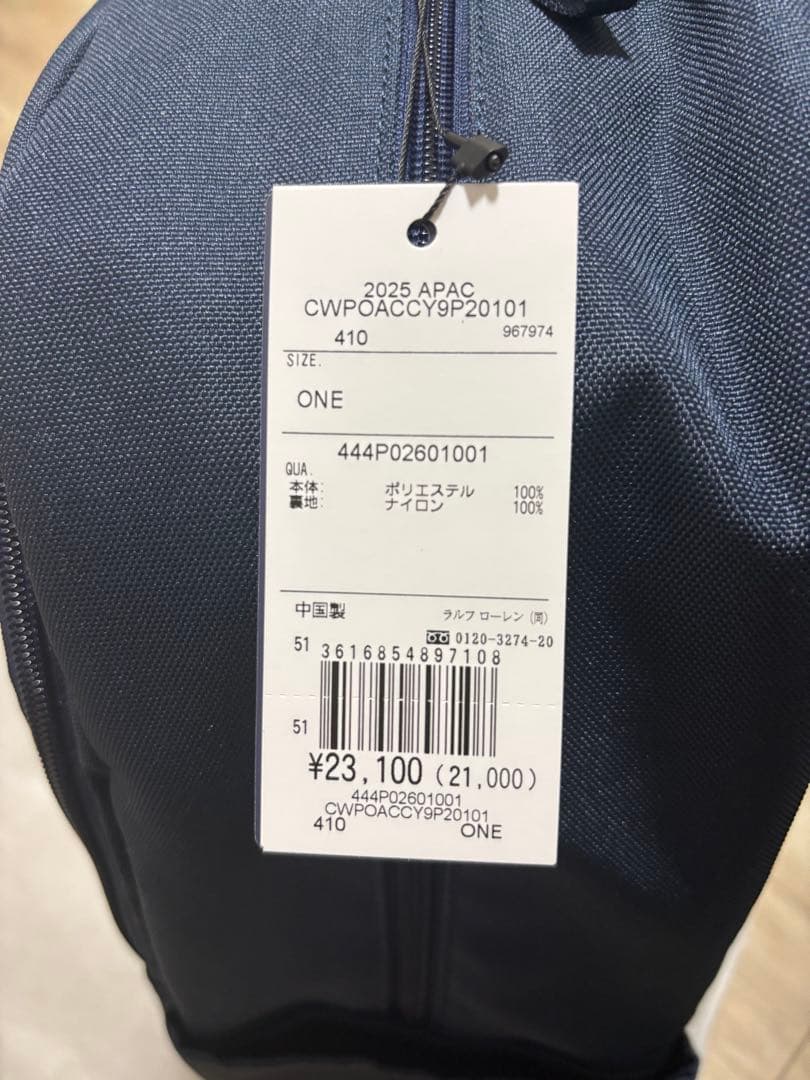 2025 APAC
CWPOACCY9P20101
410 967974
SIZE.
ONE
444P02601001
QUA.
本体: ポリエステル 100%
裏地: ナイロン 100%
中国製 ラルフ ローレン (同)
0120-3274-20
51 3616854897108
51
¥23,100 (21,000)
444P02601001
CWPOACCY9P20101
410 ONE